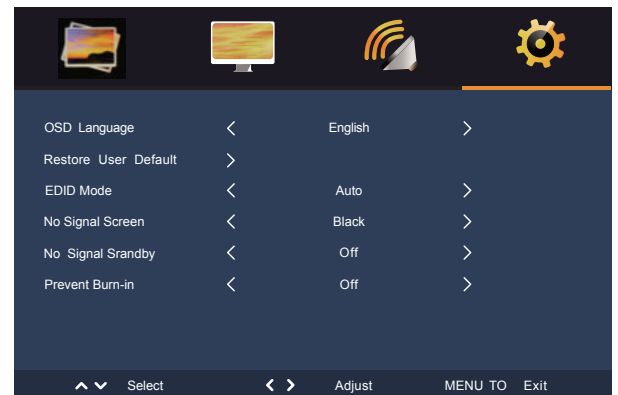 OSD Language English
Restore User Default
EDID Mode Auto
No Signal Screen Black
No Signal Srandby Off
Prevent Burn-in Off
Select Adjust MENU TO Exit